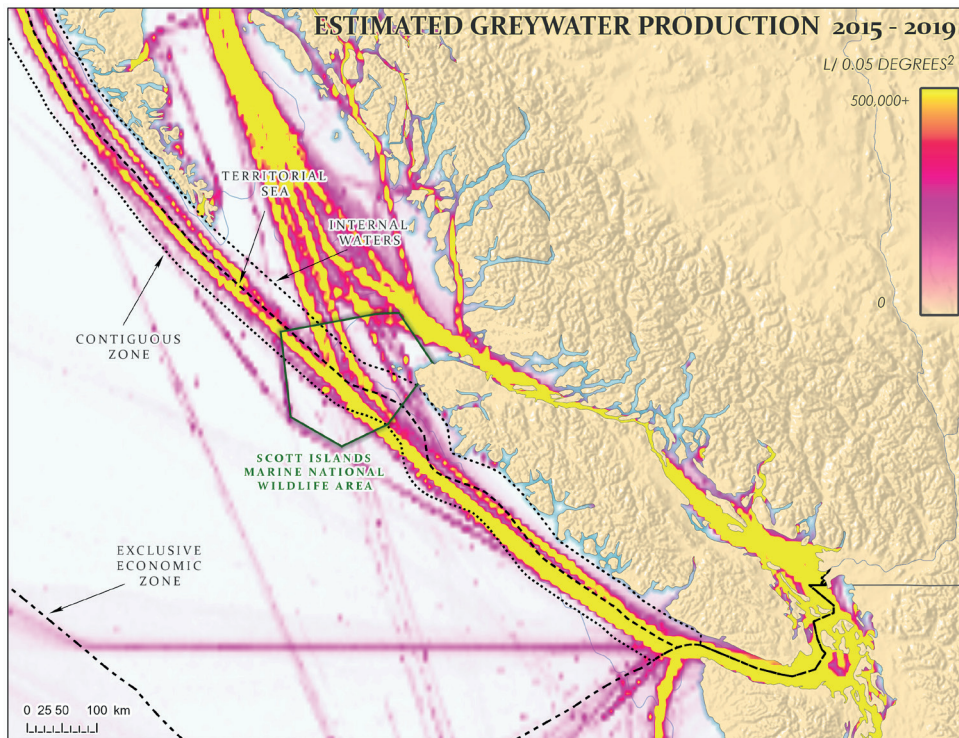 ESTIMATED GREYWATER PRODUCTION 2015 - 2019
L/ 0.05 DEGREES²
500,000+
0
TERRITORIAL
SEA
INTERNAL
WATERS
CONTIGUOUS
ZONE
SCOTT ISLANDS
MARINE NATIONAL
WILDLIFE AREA
EXCLUSIVE
ECONOMIC
ZONE
0 25 50 100 km